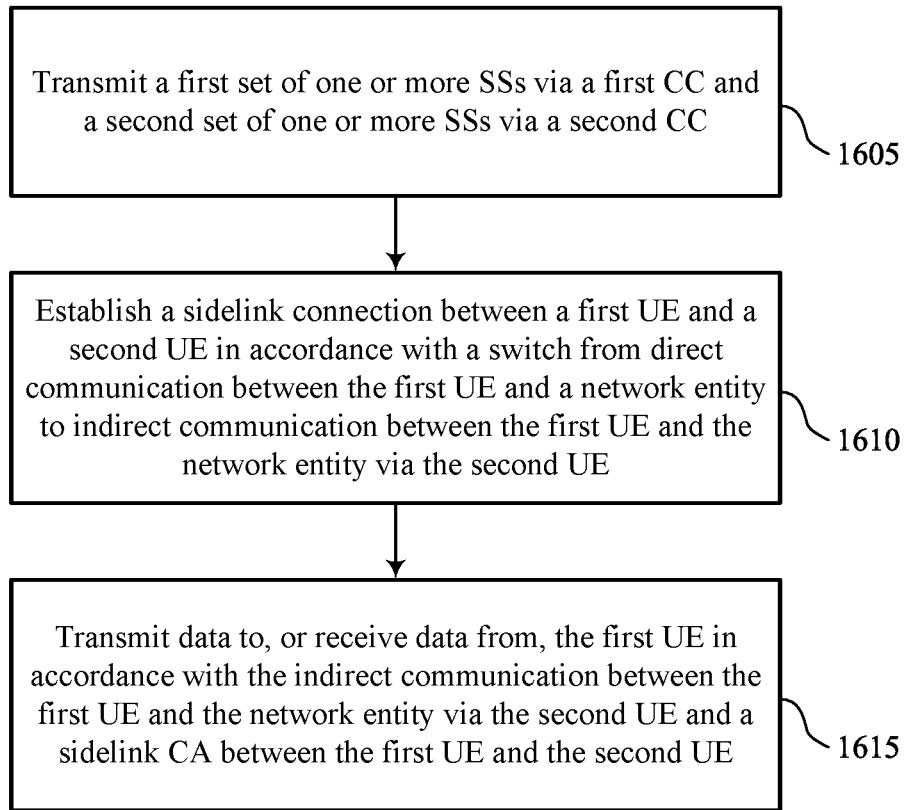 Transmit a first set of one or more SSs via a first CC and
a second set of one or more SSs via a second CC
1605
Establish a sidelink connection between a first UE and a
second UE in accordance with a switch from direct
communication between the first UE and a network entity
to indirect communication between the first UE and the
network entity via the second UE
1610
Transmit data to, or receive data from, the first UE in
accordance with the indirect communication between the
first UE and the network entity via the second UE and a
sidelink CA between the first UE and the second UE
1615